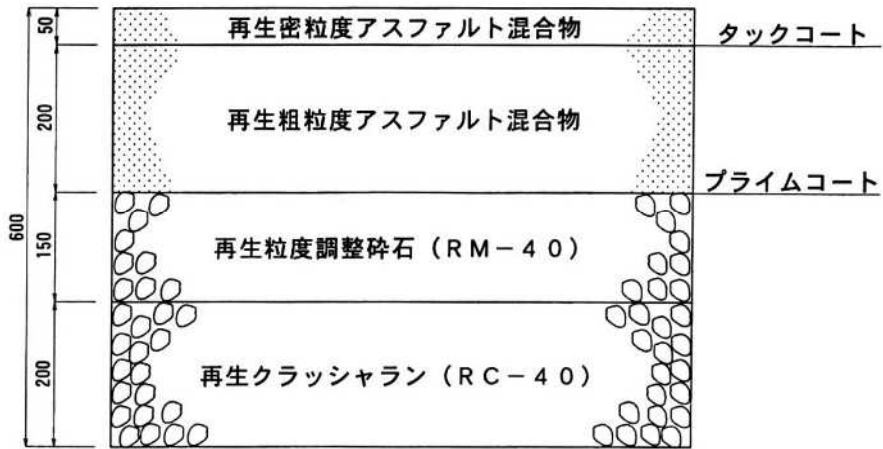 50
再生密粒度アスファルト混合物
タックコート
200
再生粗粒度アスファルト混合物
プライムコート
600
150
再生粒度調整砕石（RM－40）
200
再生クラッシャラン（RC－40）